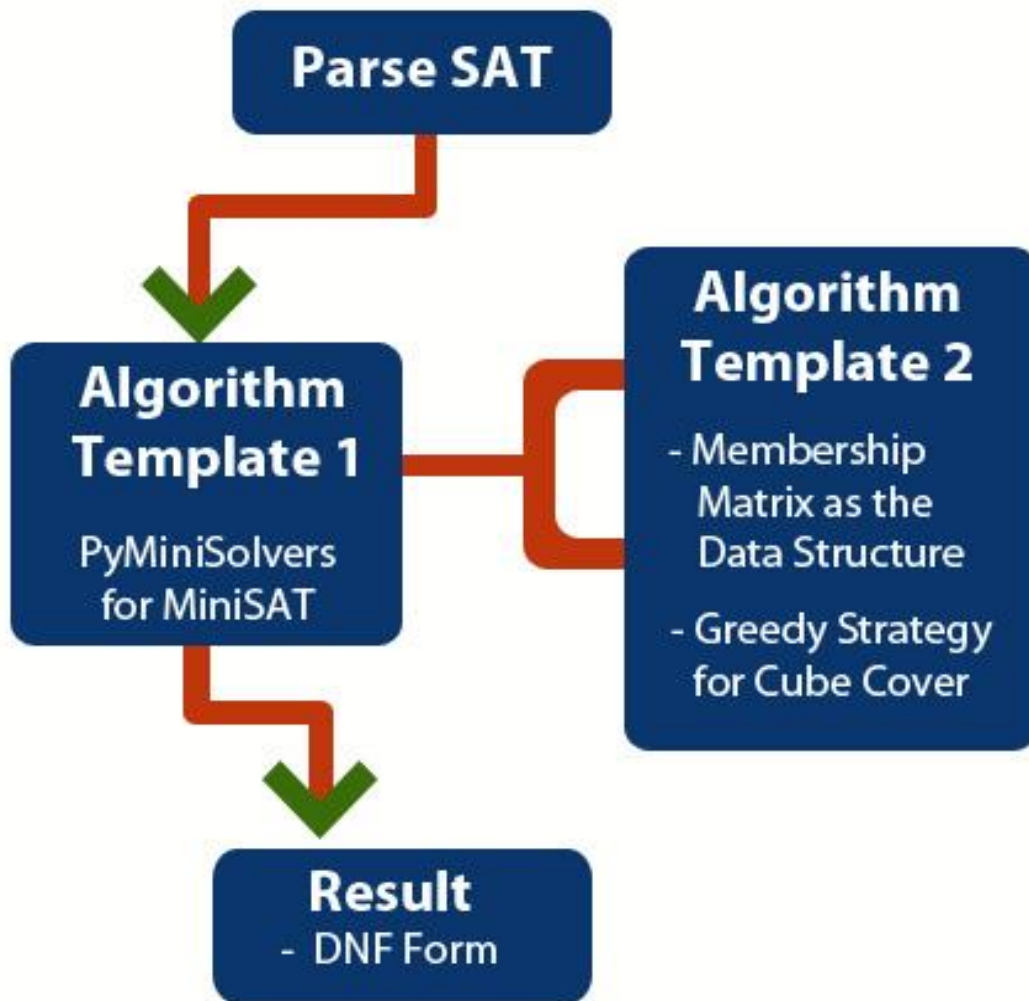 Parse SAT
Algorithm
Template 1
PyMiniSolvers
for MiniSAT
Algorithm
Template 2
- Membership
Matrix as the
Data Structure
- Greedy Strategy
for Cube Cover
Result
- DNF Form